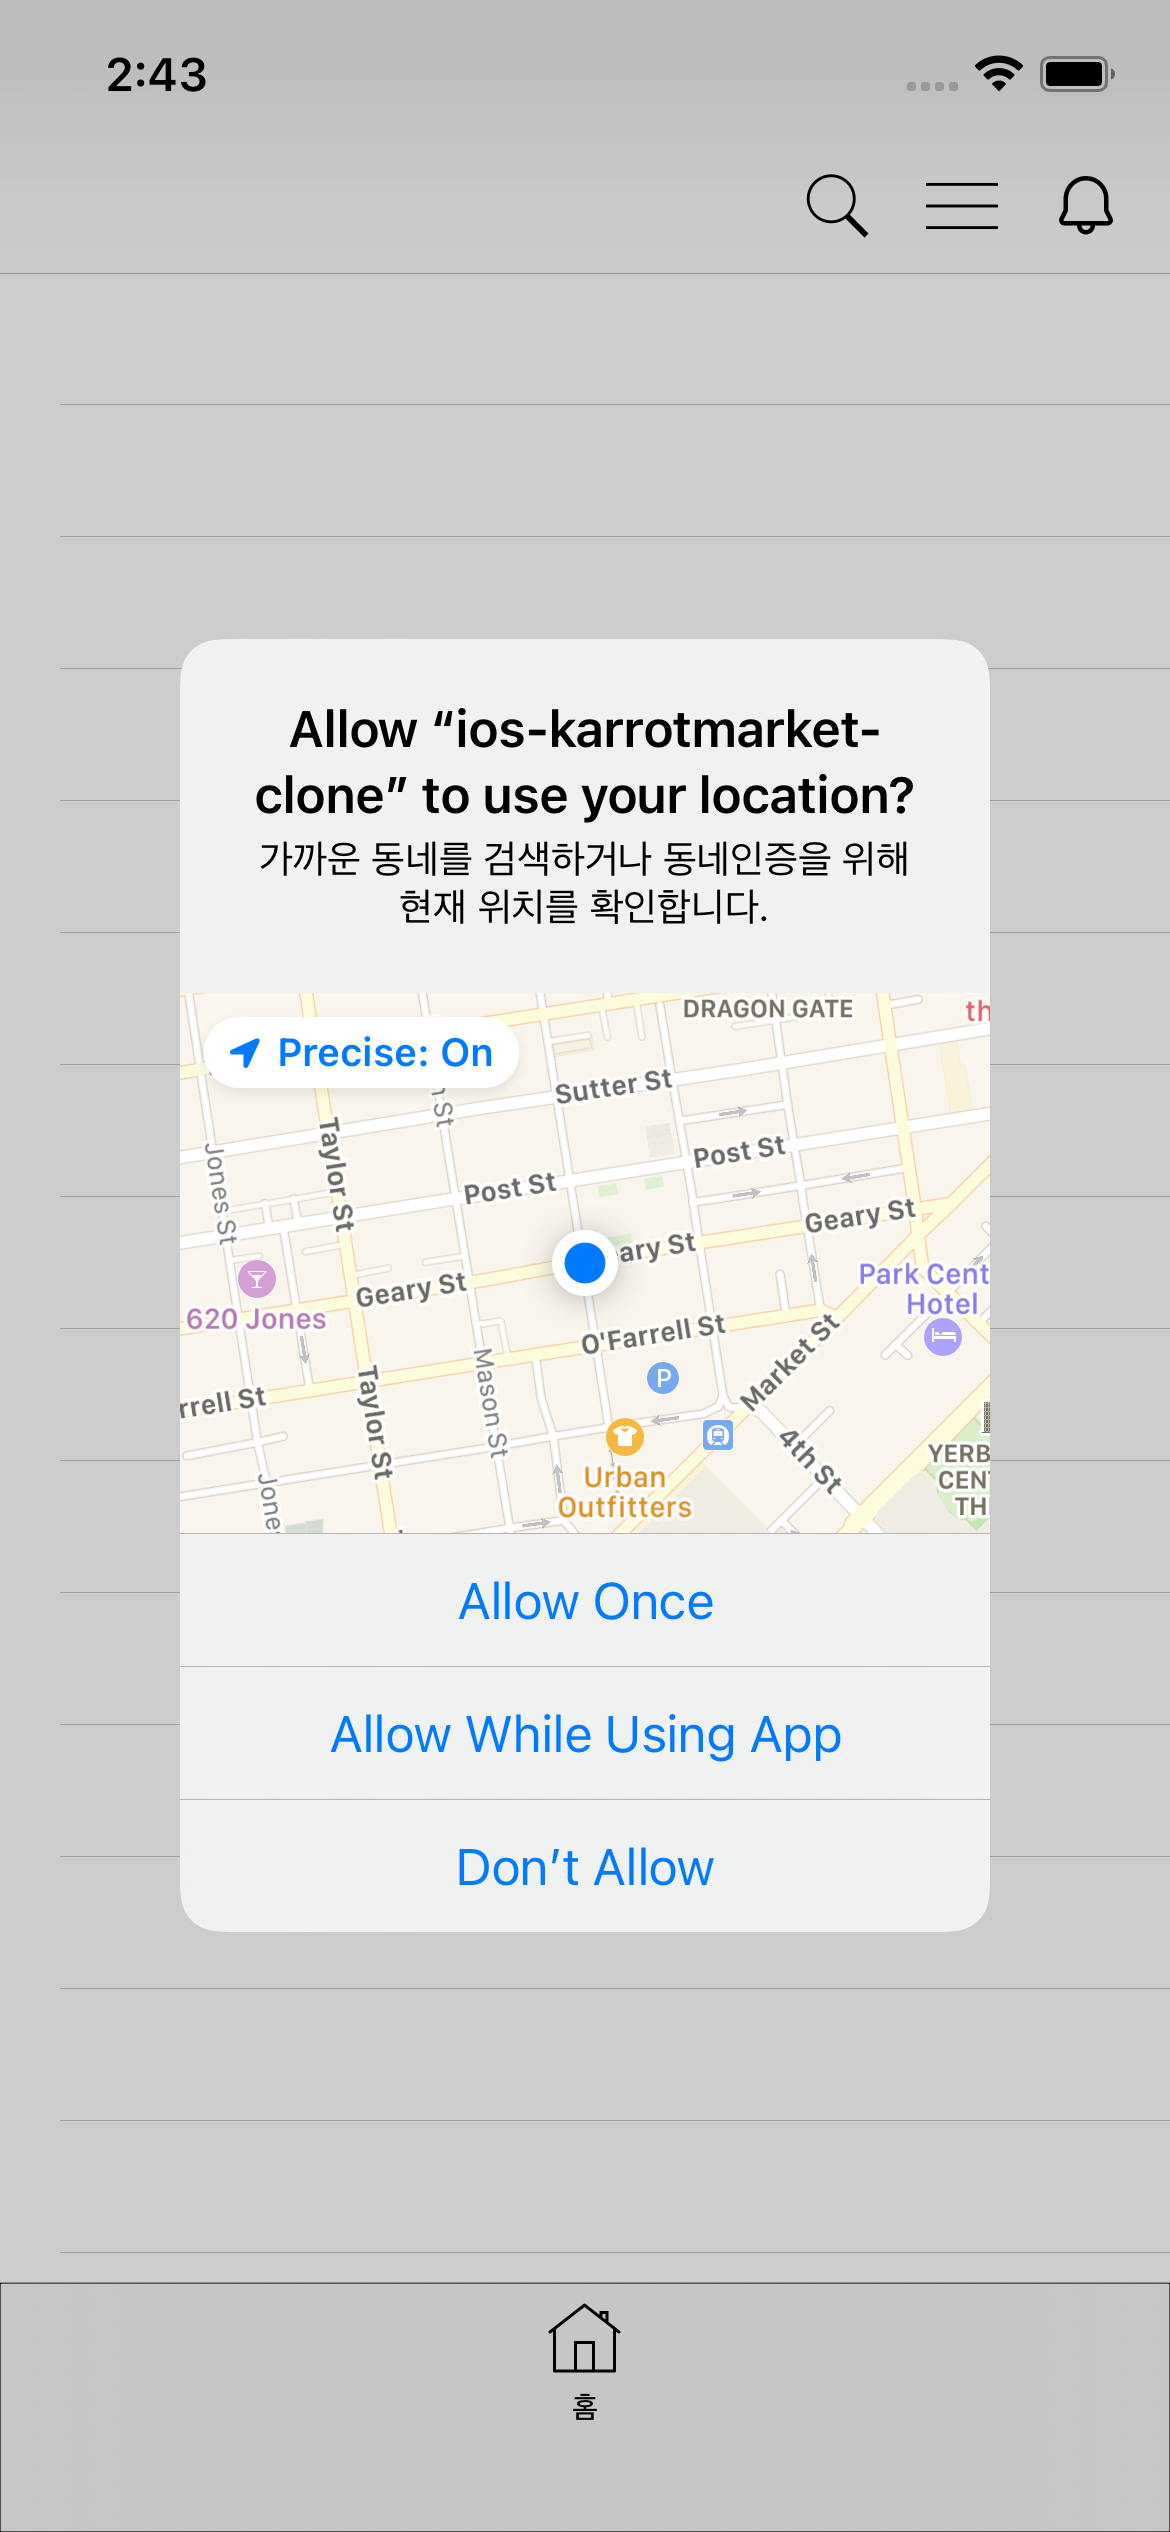 2:43
Allow “ios-karrotmarket-
clone” to use your location?
가까운 동네를 검색하거나 동네인증을 위해
현재 위치를 확인합니다.
DRAGON GATE
th
Precise: On
Sutter St
n St
Taylor St
Jones St
Post St
Post St
Geary St
ary St
Geary St
620 Jones
Park Cent
Hotel
O'Farrell St
P
Market St
Mason St
rrell St
Taylor St
4th St
YERB
CENT
TH
Urban
Outfitters
Jones
Allow Once
Allow While Using App
Don’t Allow
홈